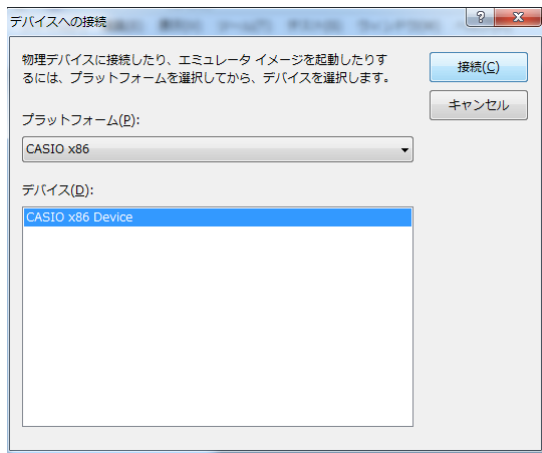 デバイスへの接続
物理デバイスに接続したり、エミュレータ イメージを起動したりす
るには、プラットフォームを選択してから、デバイスを選択します。
接続(C)
キャンセル
プラットフォーム(P):
CASIO x86
デバイス(D):
CASIO x86 Device